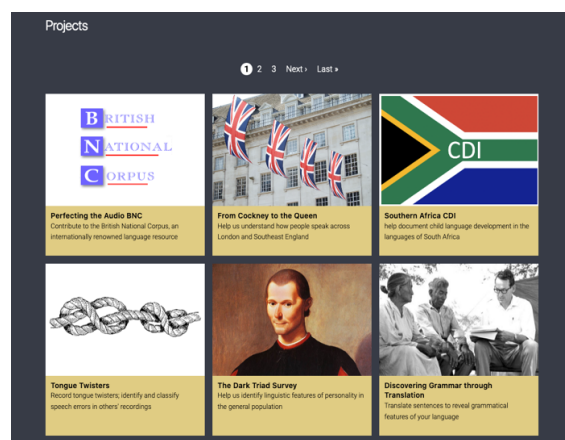 Projects
1 2 3 Next › Last »
BRITISH
NATIONAL
CORPUS
CDI
Perfecting the Audio BNC
Contribute to the British National Corpus, an
internationally renowned language resource
From Cockney to the Queen
Help us understand how people speak across
London and Southeast England
Southern Africa CDI
help document child language development in the
languages of South Africa
Tongue Twisters
Record tongue twisters; identify and classify
speech errors in others' recordings
The Dark Triad Survey
Help us identify linguistic features of personality in
the general population
Discovering Grammar through
Translation
Translate sentences to reveal grammatical
features of your language